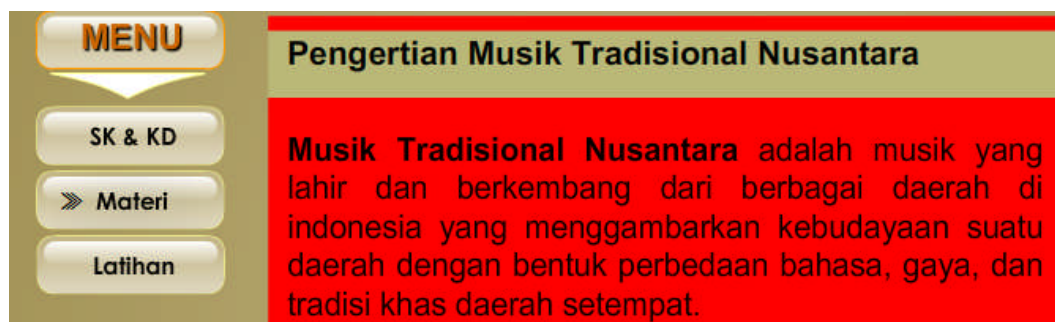 MENU
SK & KD
Materi
Latihan
Pengertian Musik Tradisional Nusantara
Musik Tradisional Nusantara adalah musik yang
lahir dan berkembang dari berbagai daerah di
indonesia yang menggambarkan kebudayaan suatu
daerah dengan bentuk perbedaan bahasa, gaya, dan
tradisi khas daerah setempat.